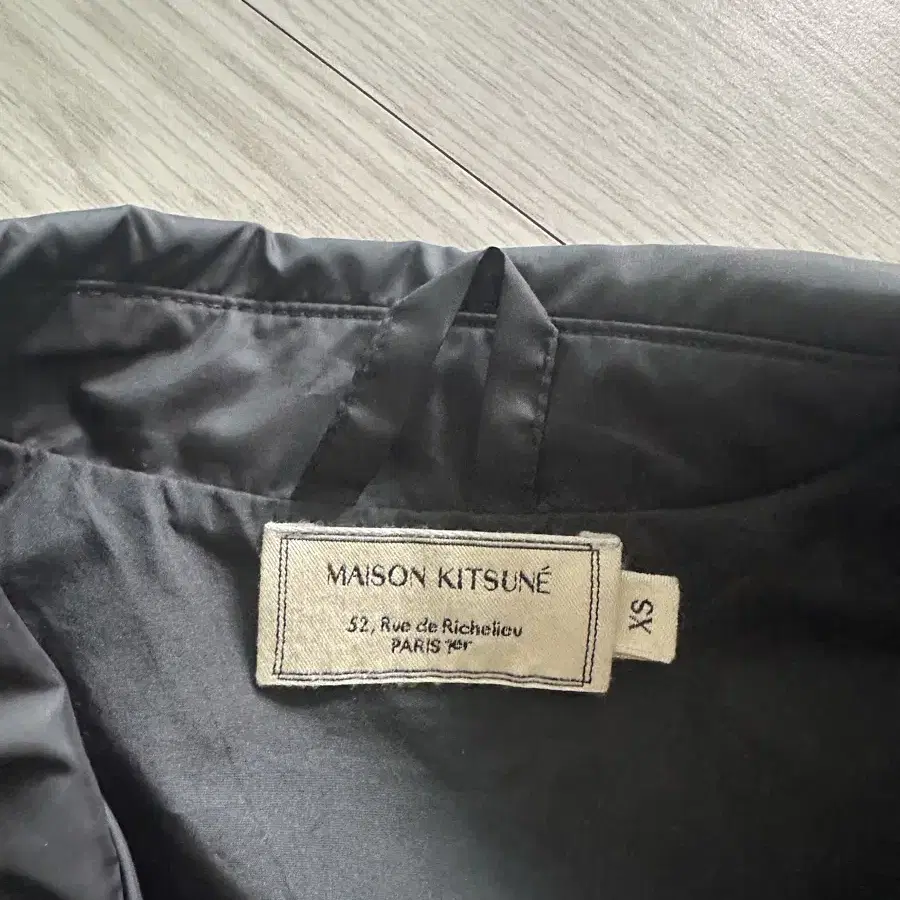 MAISON KITSUNÉ
52, Rue de Richelieu
PARIS 1er
XS